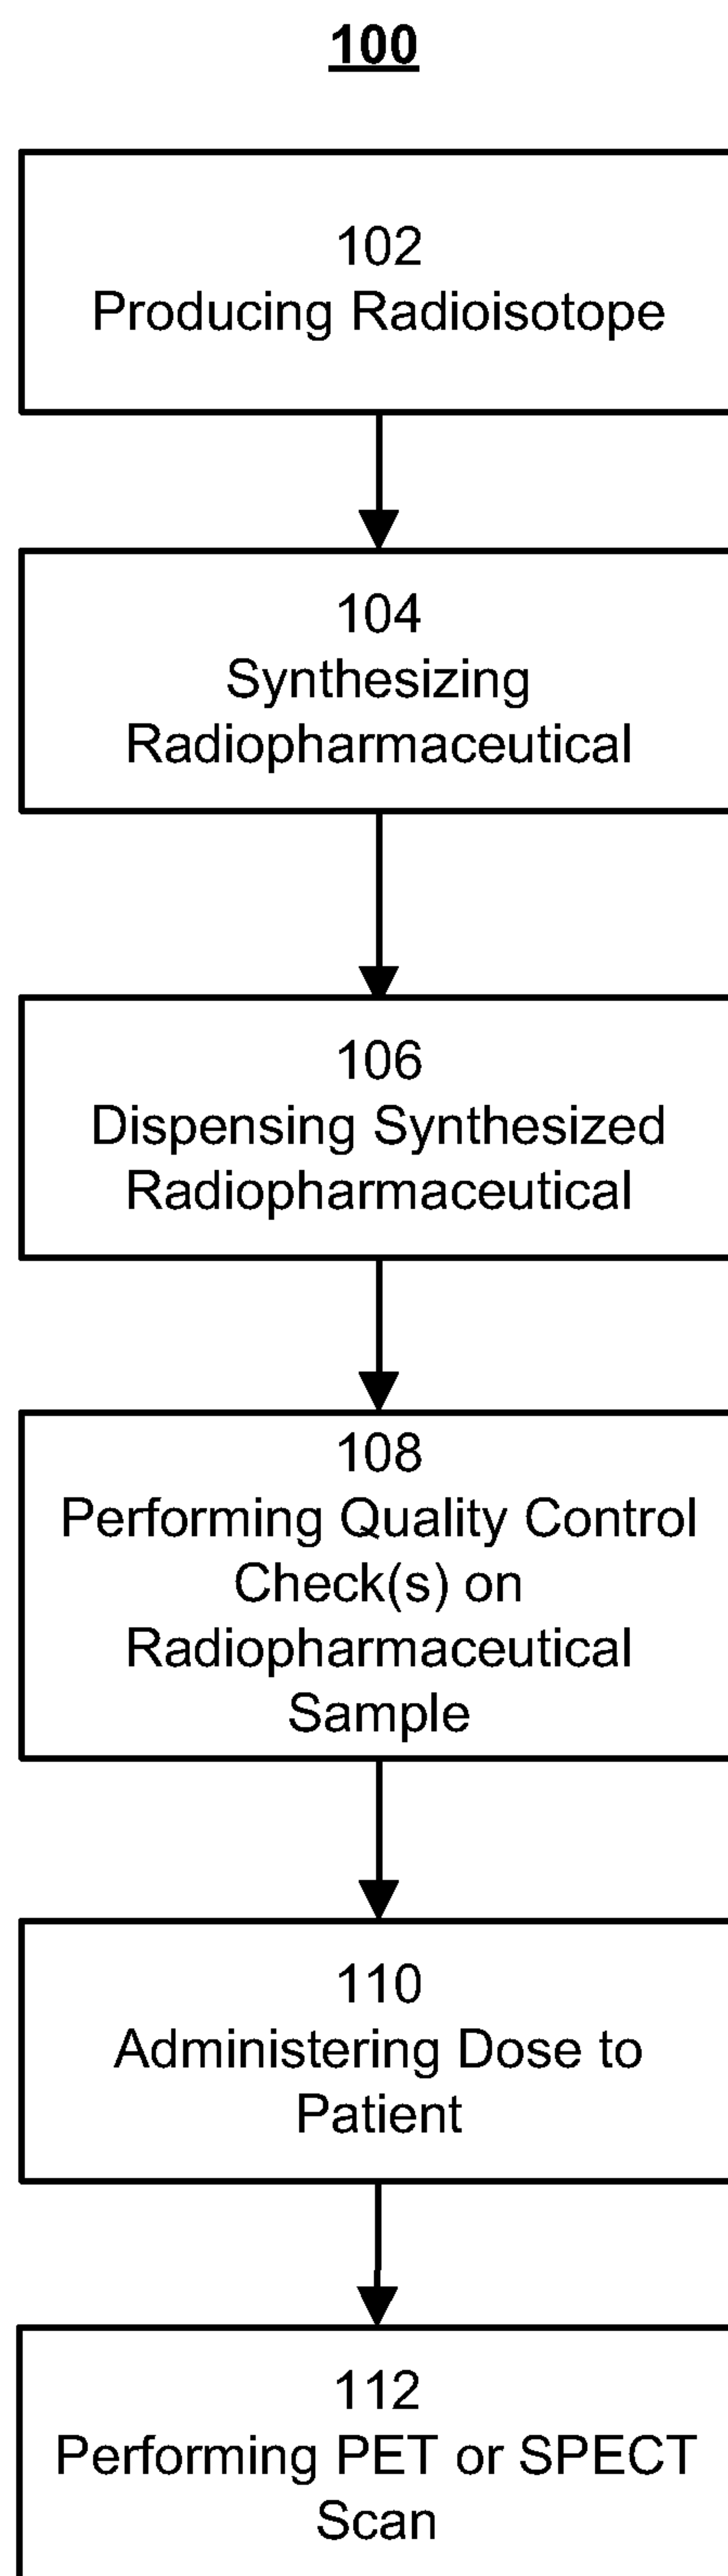 100
102
Producing Radioisotope
104
Synthesizing
Radiopharmaceutical
106
Dispensing Synthesized
Radiopharmaceutical
108
Performing Quality Control
Check(s) on
Radiopharmaceutical
Sample
110
Administering Dose to
Patient
112
Performing PET or SPECT
Scan